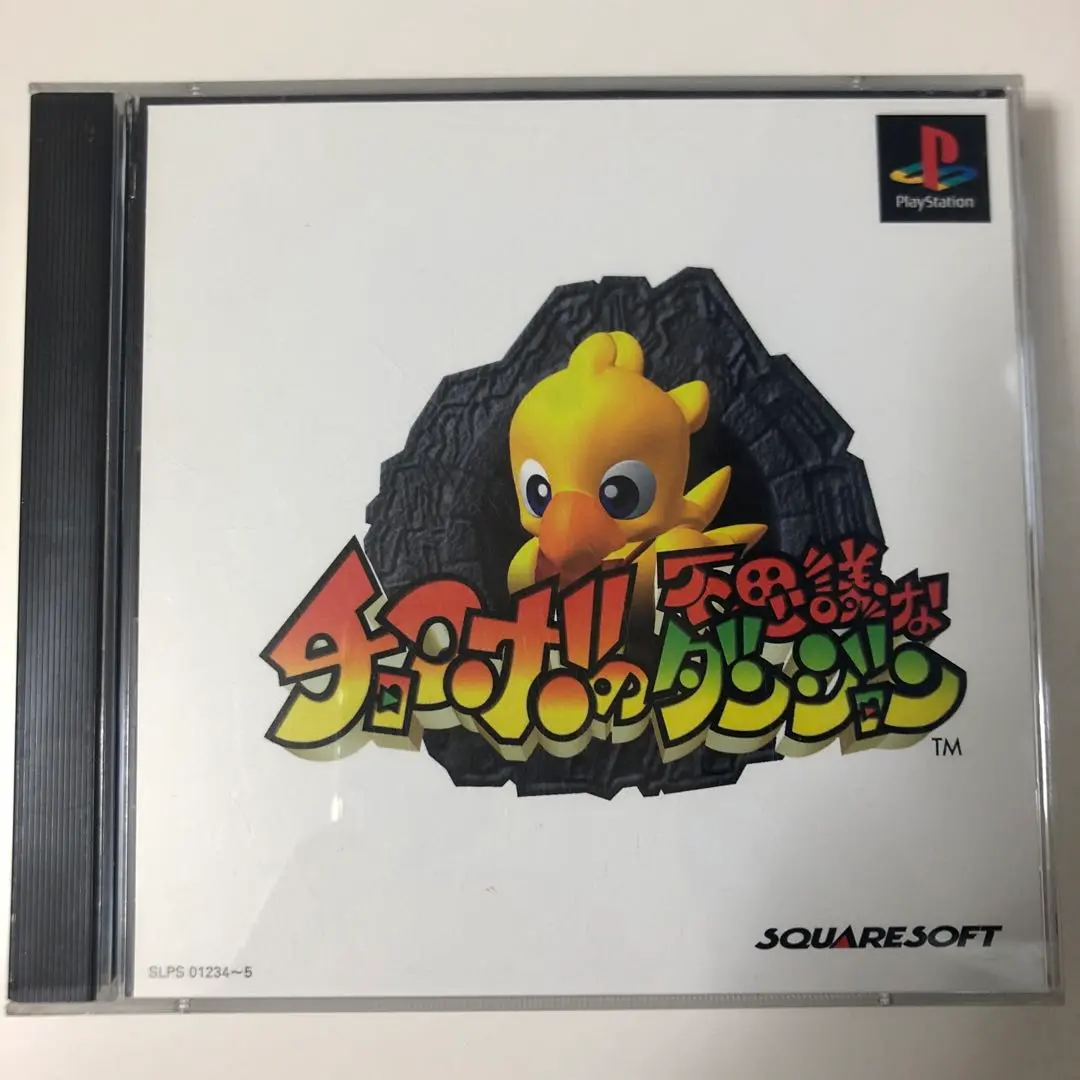 PlayStation
チョコボの不思議な
ダンジョン
TM
SQUARESOFT
SLPS 01234〜5